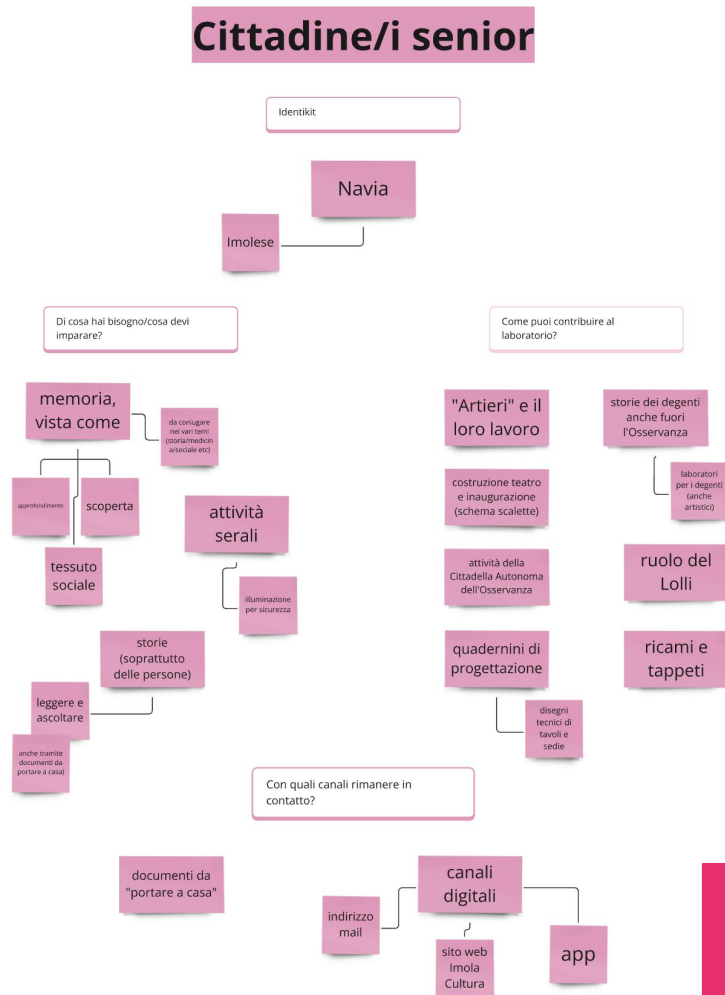 Cittadine/i senior
Identikit
Navia
Imolese
Di cosa hai bisogno/cosa devi
imparare?
memoria,
vista come
da coniugare
nei vari temi
(storia/medicin
a/sociale etc)
approfondimento
scoperta
tessuto
sociale
attività
serali
illuminazione
per sicurezza
storie
(soprattutto
delle persone)
leggere e
ascoltare
anche tramite
documenti da
portare a casa)
Come puoi contribuire al
laboratorio?
"Artieri" e il
loro lavoro
costruzione teatro
e inaugurazione
(schema scalette)
attività della
Cittadella Autonoma
dell'Osservanza
quadernini di
progettazione
disegni
tecnici di
tavoli e
sedie
storie dei degenti
anche fuori
l'Osservanza
laboratori
per i degenti
(anche
artistici)
ruolo del
Lolli
ricami e
tappeti
Con quali canali rimanere in
contatto?
documenti da
"portare a casa"
canali
digitali
indirizzo
mail
sito web
Imola
Cultura
app